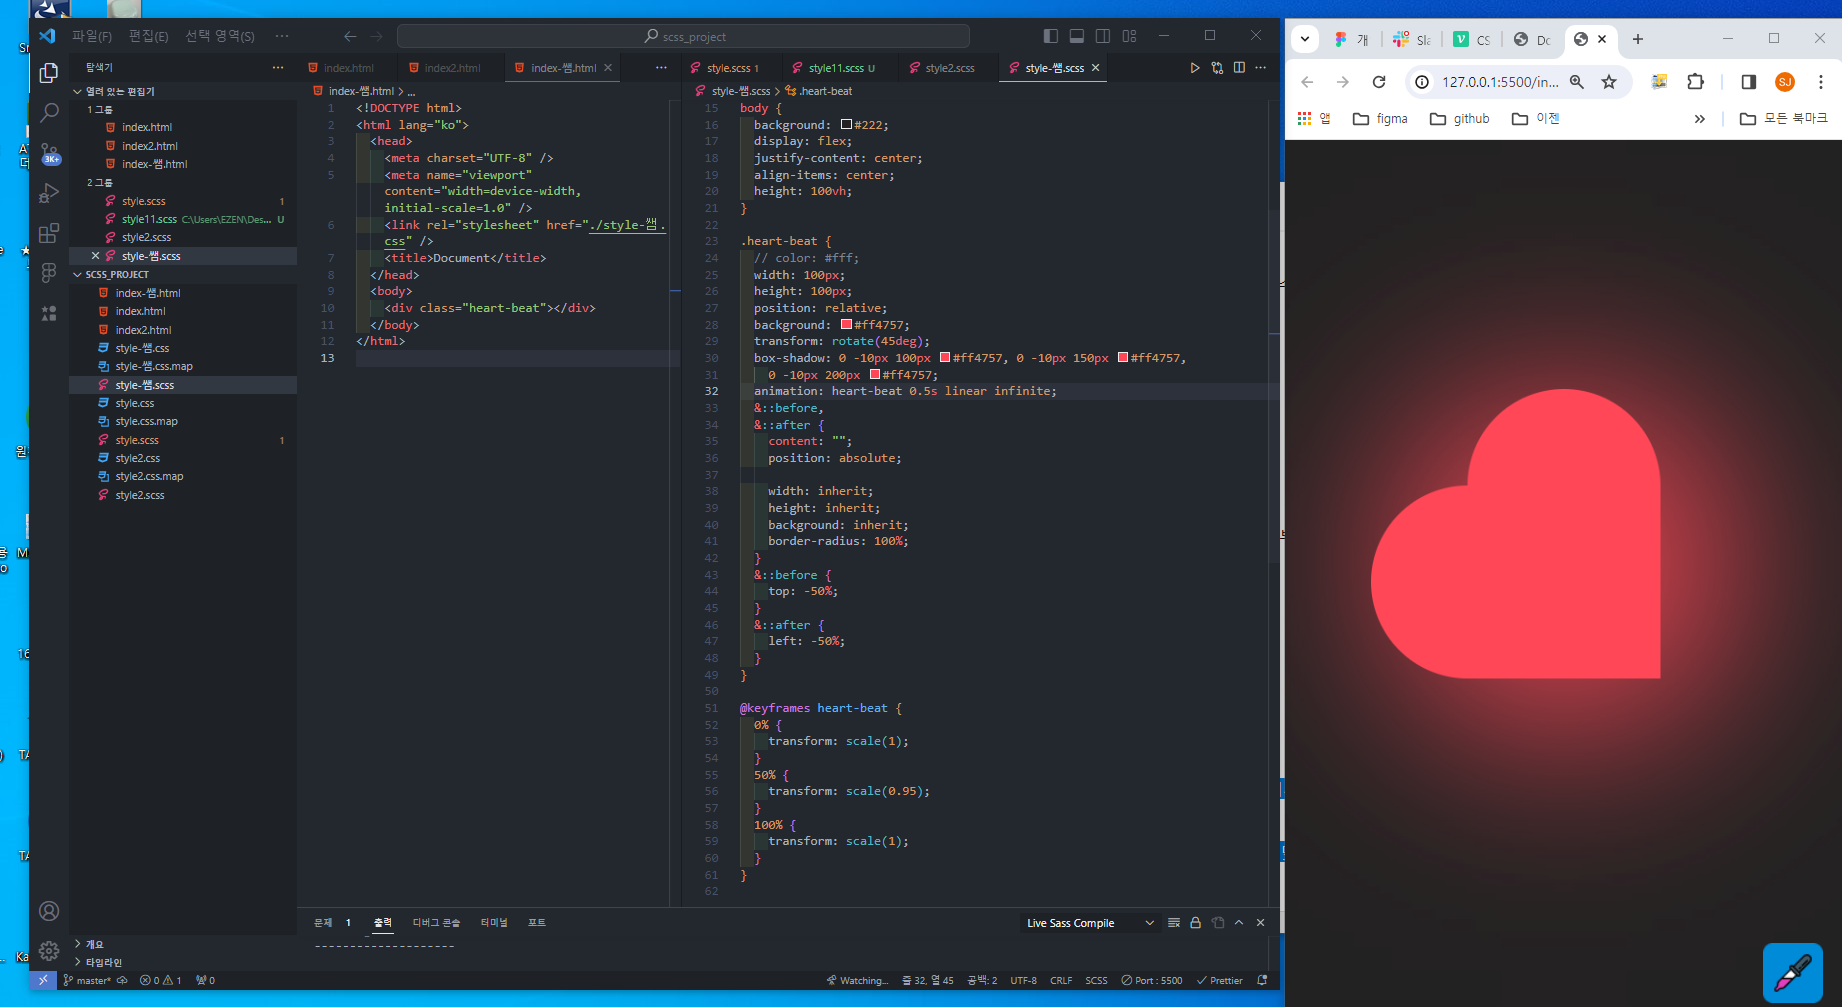 파일(F) 편집(E) 선택 영역(S) ···
scss_project
탐색기 ···
열려 있는 편집기
1 그룹
index.html
index2.html
index-쌤.html
2 그룹
style.scss 1
style11.scss C:\Users\EZEN\Des... U
style2.scss
style-쌤.scss
SCSS_PROJECT
index-쌤.html
index.html
index2.html
style-쌤.css
style-쌤.css.map
style-쌤.scss
style.css
style.css.map
style.scss 1
style2.css
style2.css.map
style2.scss
개요
타임라인
3K+
index.html index2.html index-쌤.html ···
index-쌤.html > ...
1 <!DOCTYPE html>
2 <html lang="ko">
3 <head>
4 <meta charset="UTF-8" />
5 <meta name="viewport"
content="width=device-width,
initial-scale=1.0" />
6 <link rel="stylesheet" href="./style-쌤.
css" />
7 <title>Document</title>
8 </head>
9 <body>
10 <div class="heart-beat"></div>
11 </body>
12 </html>
13
style.scss 1 style11.scss U style2.scss style-쌤.scss ···
style-쌤.scss > .heart-beat
15 body {
16 background: #222;
17 display: flex;
18 justify-content: center;
19 align-items: center;
20 height: 100vh;
21 }
22
23 .heart-beat {
24 // color: #fff;
25 width: 100px;
26 height: 100px;
27 position: relative;
28 background: #ff4757;
29 transform: rotate(45deg);
30 box-shadow: 0 -10px 100px #ff4757, 0 -10px 150px #ff4757,
31 0 -10px 200px #ff4757;
32 animation: heart-beat 0.5s linear infinite;
33 &::before,
34 &::after {
35 content: "";
36 position: absolute;
37
38 width: inherit;
39 height: inherit;
40 background: inherit;
41 border-radius: 100%;
42 }
43 &::before {
44 top: -50%;
45 }
46 &::after {
47 left: -50%;
48 }
49 }
50
51 @keyframes heart-beat {
52 0% {
53 transform: scale(1);
54 }
55 50% {
56 transform: scale(0.95);
57 }
58 100% {
59 transform: scale(1);
60 }
61 }
62
문제 1 출력 디버그 콘솔 터미널 포트
Live Sass Compile
--------------------
master* 0 1 0
Watching... 줄 32, 열 45 공백: 2 UTF-8 CRLF SCSS Port : 5500 Prettier
개 Sla CS Do
127.0.0.1:5500/in... SJ
앱 figma github 이젠 » 모든 북마크